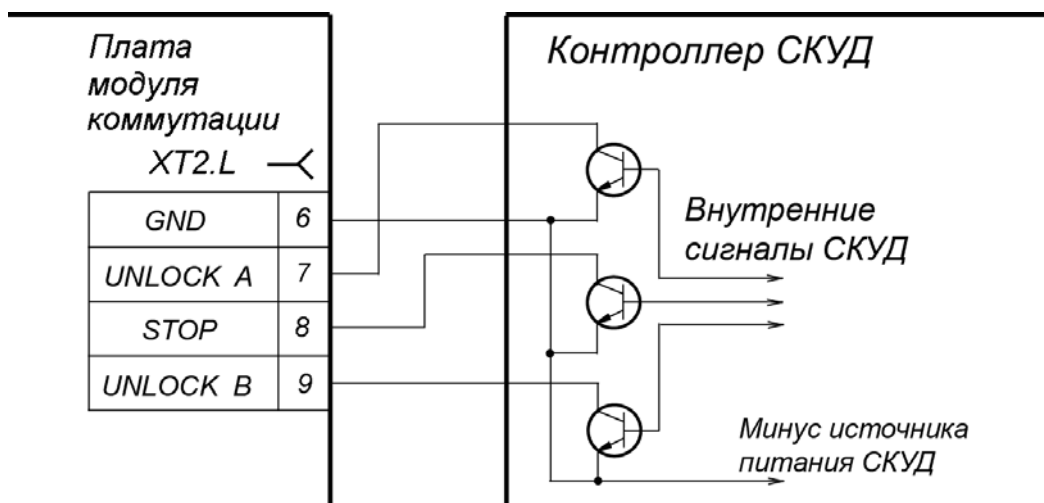 Плата
модуля
коммутации
XT2.L
GND 6
UNLOCK A 7
STOP 8
UNLOCK B 9
Контроллер СКУД
Внутренние
сигналы СКУД
Минус источника
питания СКУД